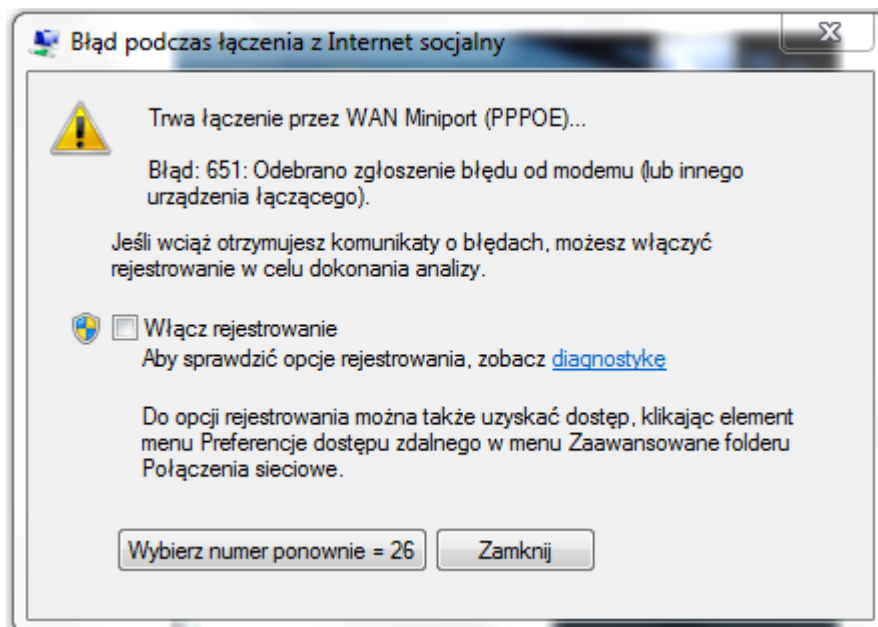 Błąd podczas łączenia z Internet socjalny
Trwa łączenie przez WAN Miniport (PPPOE)...
Błąd: 651: Odebrano zgłoszenie błędu od modemu (lub innego
urządzenia łączącego).
Jeśli wciąż otrzymujesz komunikaty o błędach, możesz włączyć
rejestrowanie w celu dokonania analizy.
Włącz rejestrowanie
Aby sprawdzić opcje rejestrowania, zobacz diagnostykę
Do opcji rejestrowania można także uzyskać dostęp, klikając element
menu Preferencje dostępu zdalnego w menu Zaawansowane folderu
Połączenia sieciowe.
Wybierz numer ponownie = 26 Zamknij